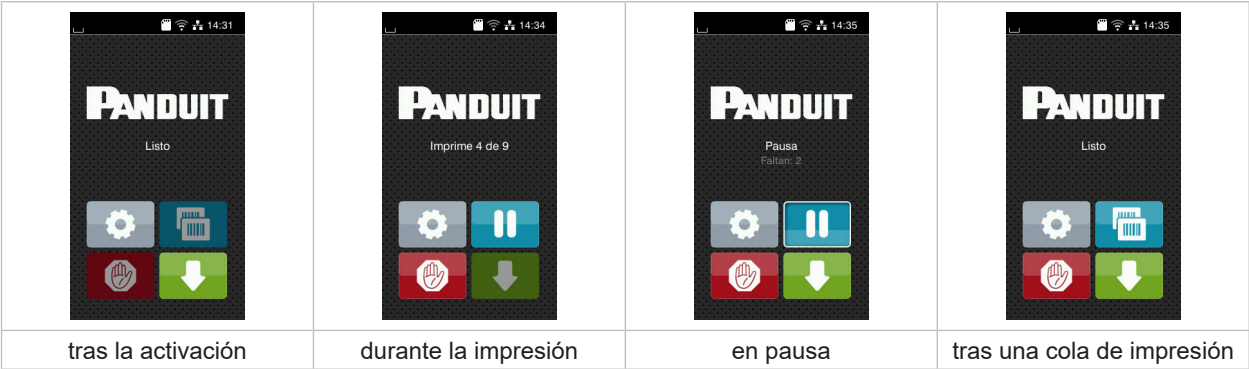 14:31
PANDUIT
Listo
tras la activación
14:34
PANDUIT
Imprime 4 de 9
durante la impresión
14:35
PANDUIT
Pausa
Faltan: 2
en pausa
14:35
PANDUIT
Listo
tras una cola de impresión